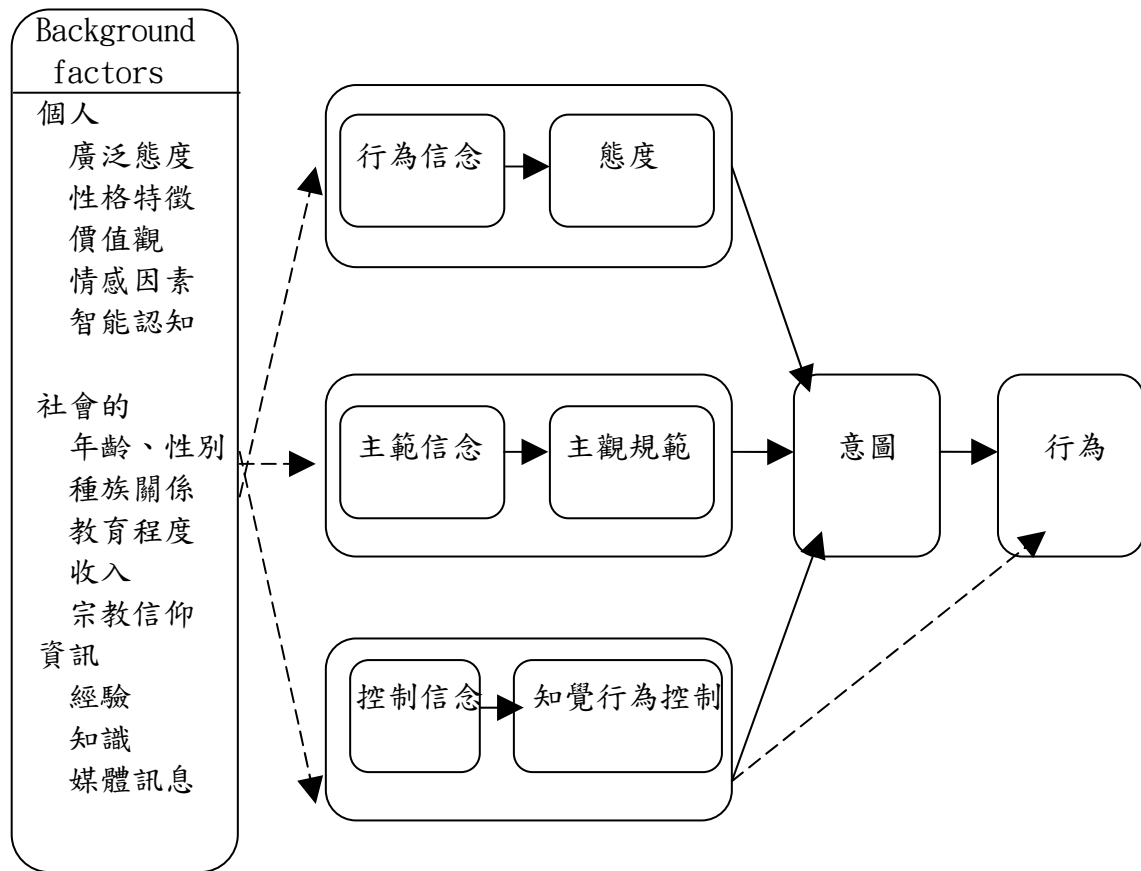 Background
factors
個人
廣泛態度
性格特徵
價值觀
情感因素
智能認知
社會的
年齡、性別
種族關係
教育程度
收入
宗教信仰
資訊
經驗
知識
媒體訊息
行為信念
態度
主範信念
主觀規範
控制信念
知覺行為控制
意圖
行為